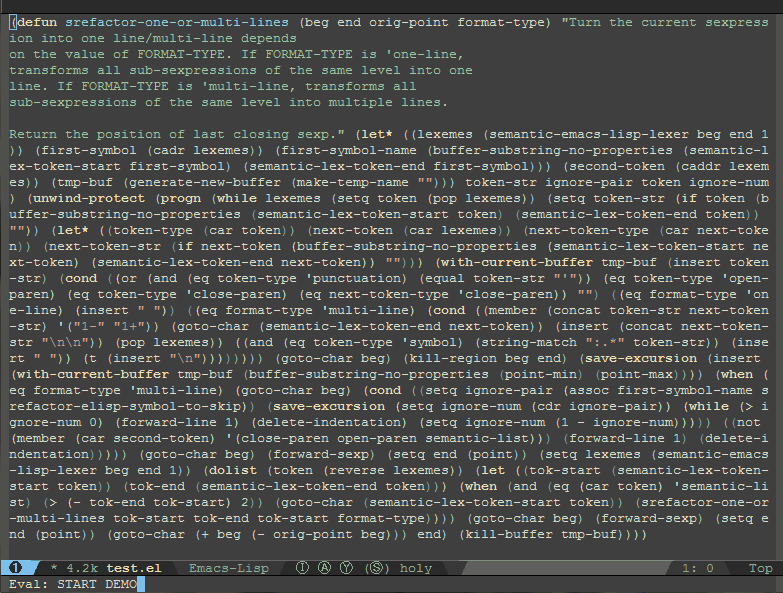 (defun srefactor-one-or-multi-lines (beg end orig-point format-type) "Turn the current sexpress
ion into one line/multi-line depends
on the value of FORMAT-TYPE. If FORMAT-TYPE is 'one-line,
transforms all sub-sexpressions of the same level into one
line. If FORMAT-TYPE is 'multi-line, transforms all
sub-sexpressions of the same level into multiple lines.
Return the position of last closing sexp." (let* ((lexemes (semantic-emacs-lisp-lexer beg end 1
)) (first-symbol (cadr lexemes)) (first-symbol-name (buffer-substring-no-properties (semantic-l
ex-token-start first-symbol) (semantic-lex-token-end first-symbol))) (second-token (caddr lexem
es)) (tmp-buf (generate-new-buffer (make-temp-name ""))) token-str ignore-pair token ignore-num
) (unwind-protect (progn (while lexemes (setq token (pop lexemes)) (setq token-str (if token (b
uffer-substring-no-properties (semantic-lex-token-start token) (semantic-lex-token-end token))
"")) (let* ((token-type (car token)) (next-token (car lexemes)) (next-token-type (car next-toke
n)) (next-token-str (if next-token (buffer-substring-no-properties (semantic-lex-token-start ne
xt-token) (semantic-lex-token-end next-token)) ""))) (with-current-buffer tmp-buf (insert token
-str) (cond ((or (and (eq token-type 'punctuation) (equal token-str "'")) (eq token-type 'open-
paren) (eq token-type 'close-paren) (eq next-token-type 'close-paren)) "") ((eq format-type 'on
e-line) (insert " ")) ((eq format-type 'multi-line) (cond ((member (concat token-str next-token
-str) '("1-" "1+")) (goto-char (semantic-lex-token-end next-token)) (insert (concat next-token-
str "\n\n")) (pop lexemes)) ((and (eq token-type 'symbol) (string-match ":.*" token-str)) (inse
rt " ")) (t (insert "\n")))))))) (goto-char beg) (kill-region beg end) (save-excursion (insert
(with-current-buffer tmp-buf (buffer-substring-no-properties (point-min) (point-max)))) (when (
eq format-type 'multi-line) (goto-char beg) (cond ((setq ignore-pair (assoc first-symbol-name s
refactor-elisp-symbol-to-skip)) (save-excursion (setq ignore-num (cdr ignore-pair)) (while (> i
gnore-num 0) (forward-line 1) (delete-indentation) (setq ignore-num (1 - ignore-num))))) ((not
(member (car second-token) '(close-paren open-paren semantic-list))) (forward-line 1) (delete-i
ndentation))))) (goto-char beg) (forward-sexp) (setq end (point)) (setq lexemes (semantic-emacs
-lisp-lexer beg end 1)) (dolist (token (reverse lexemes)) (let ((tok-start (semantic-lex-token-
start token)) (tok-end (semantic-lex-token-end token))) (when (and (eq (car token) 'semantic-li
st) (> (- tok-end tok-start) 2)) (goto-char (semantic-lex-token-start token)) (srefactor-one-or
-multi-lines tok-start tok-end tok-start format-type)))) (goto-char beg) (forward-sexp) (setq e
nd (point)) (goto-char (+ beg (- orig-point beg))) end) (kill-buffer tmp-buf))))
❶ * 4.2k test.el Emacs-Lisp Ⓘ Ⓐ Ⓨ (Ⓢ) holy 1: 0 Top
Eval: START DEMO